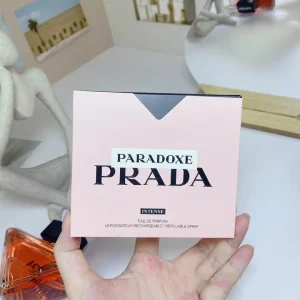 PARADOXE
PRADA
INTENSE
EAU DE PARFUM
VAPORISATEUR RECHARGEABLE / REFILLABLE SPRAY